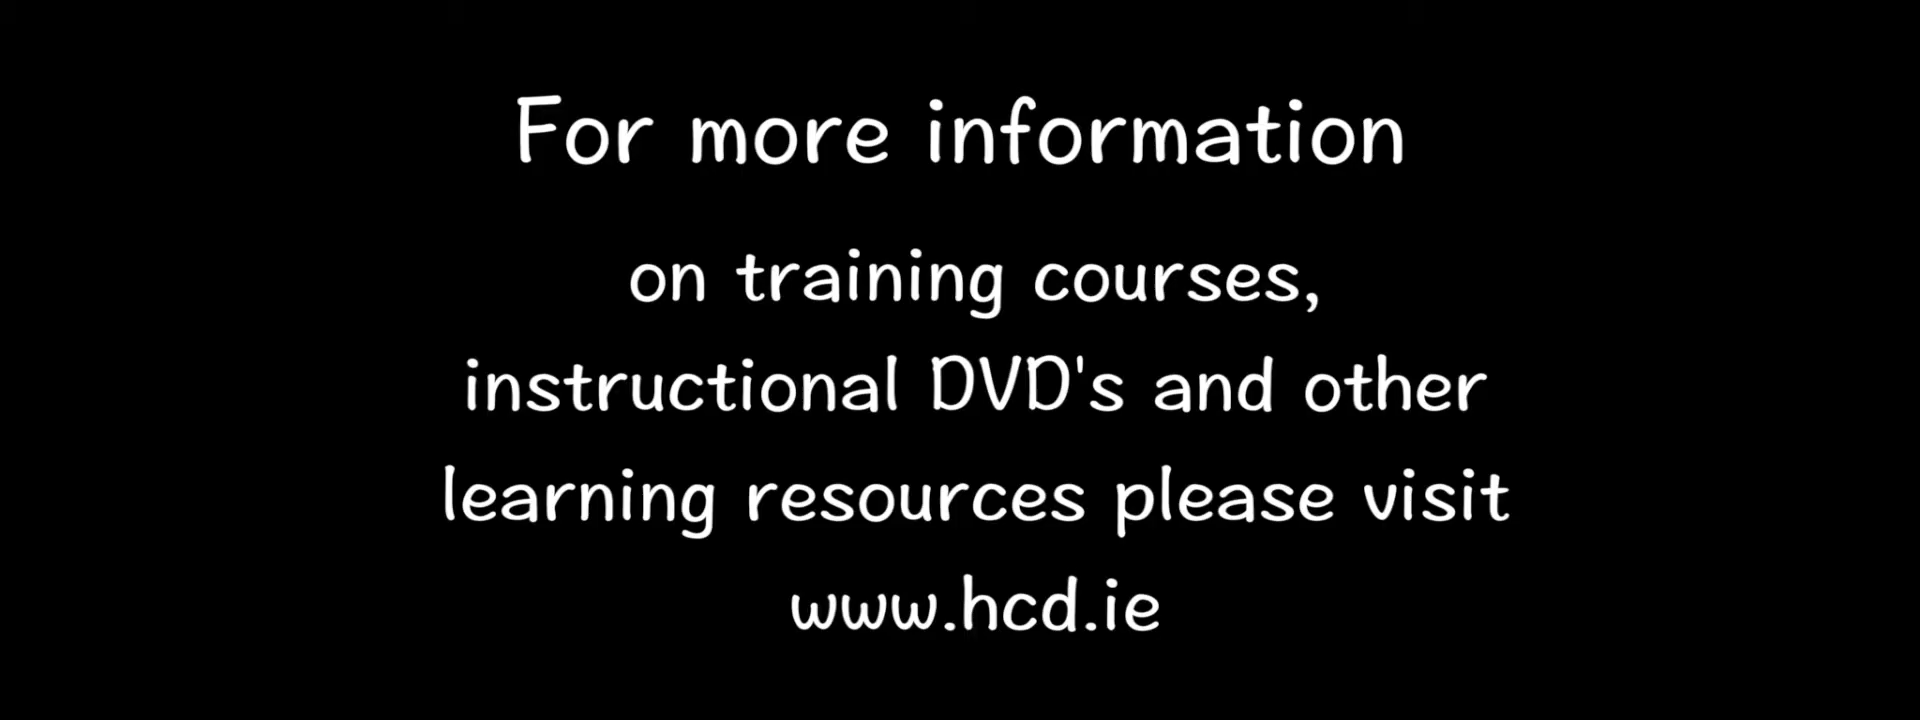 For more information
on training courses,
instructional DVD's and other
learning resources please visit
www.hcd.ie